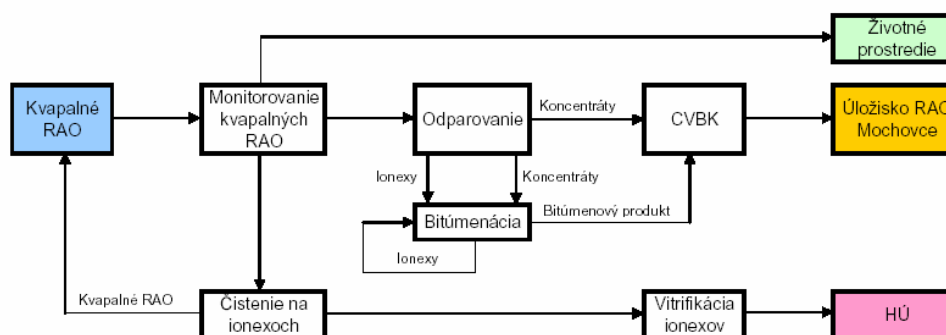 Životné
prostredie
Kvapalné
RAO
Monitorovanie
kvapalných
RAO
Odparovanie
Koncentráty
CVBK
Úložisko RAO
Mochovce
Ionexy
Koncentráty
Bitúmenácia
Bitúmenový produkt
Ionexy
Kvapalné RAO
Čistenie na
ionexoch
Vitrifikácia
ionexov
HÚ